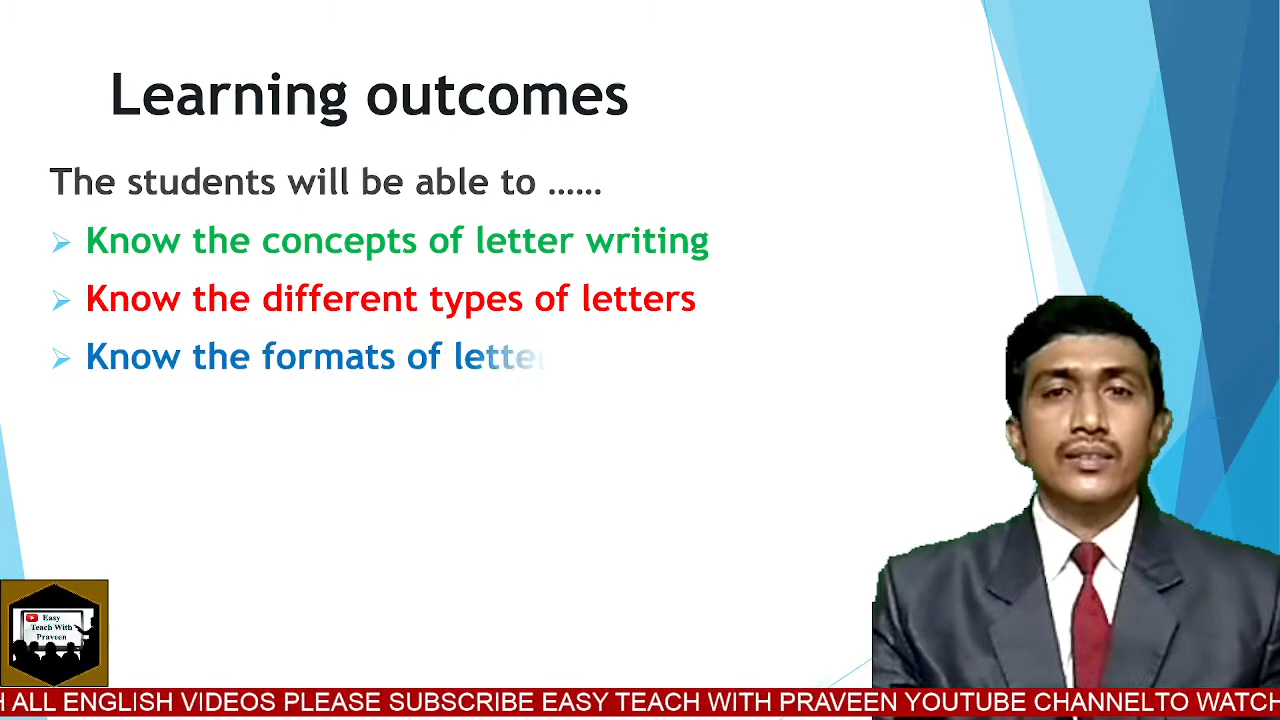 Learning outcomes
The students will be able to ......
Know the concepts of letter writing
Know the different types of letters
Know the formats of lette
Easy
Teach With
Praveen
H ALL ENGLISH VIDEOS PLEASE SUBSCRIBE EASY TEACH WITH PRAVEEN YOUTUBE CHANNELTO WATCH